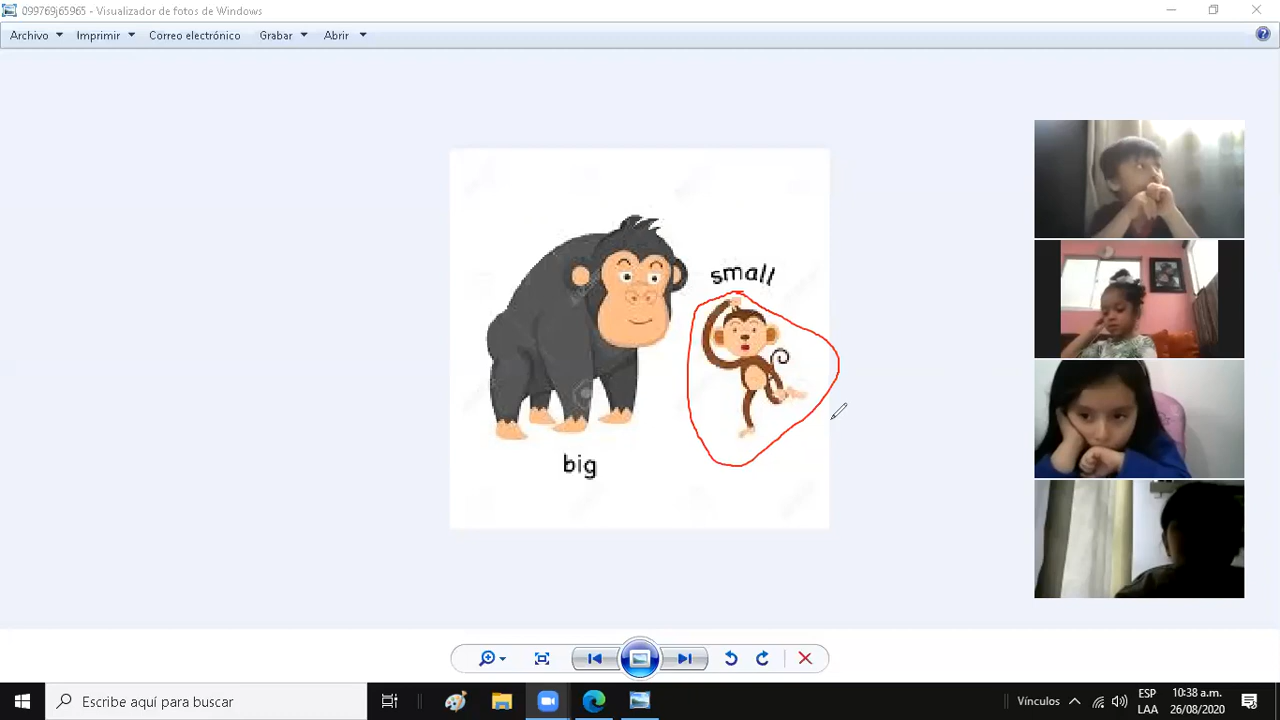 099769j65965 - Visualizador de fotos de Windows
Archivo Imprimir Correo electrónico Grabar Abrir
small
big
Escribe aquí para buscar
Vínculos
ESP
LAA
10:38 a.m.
26/08/2020